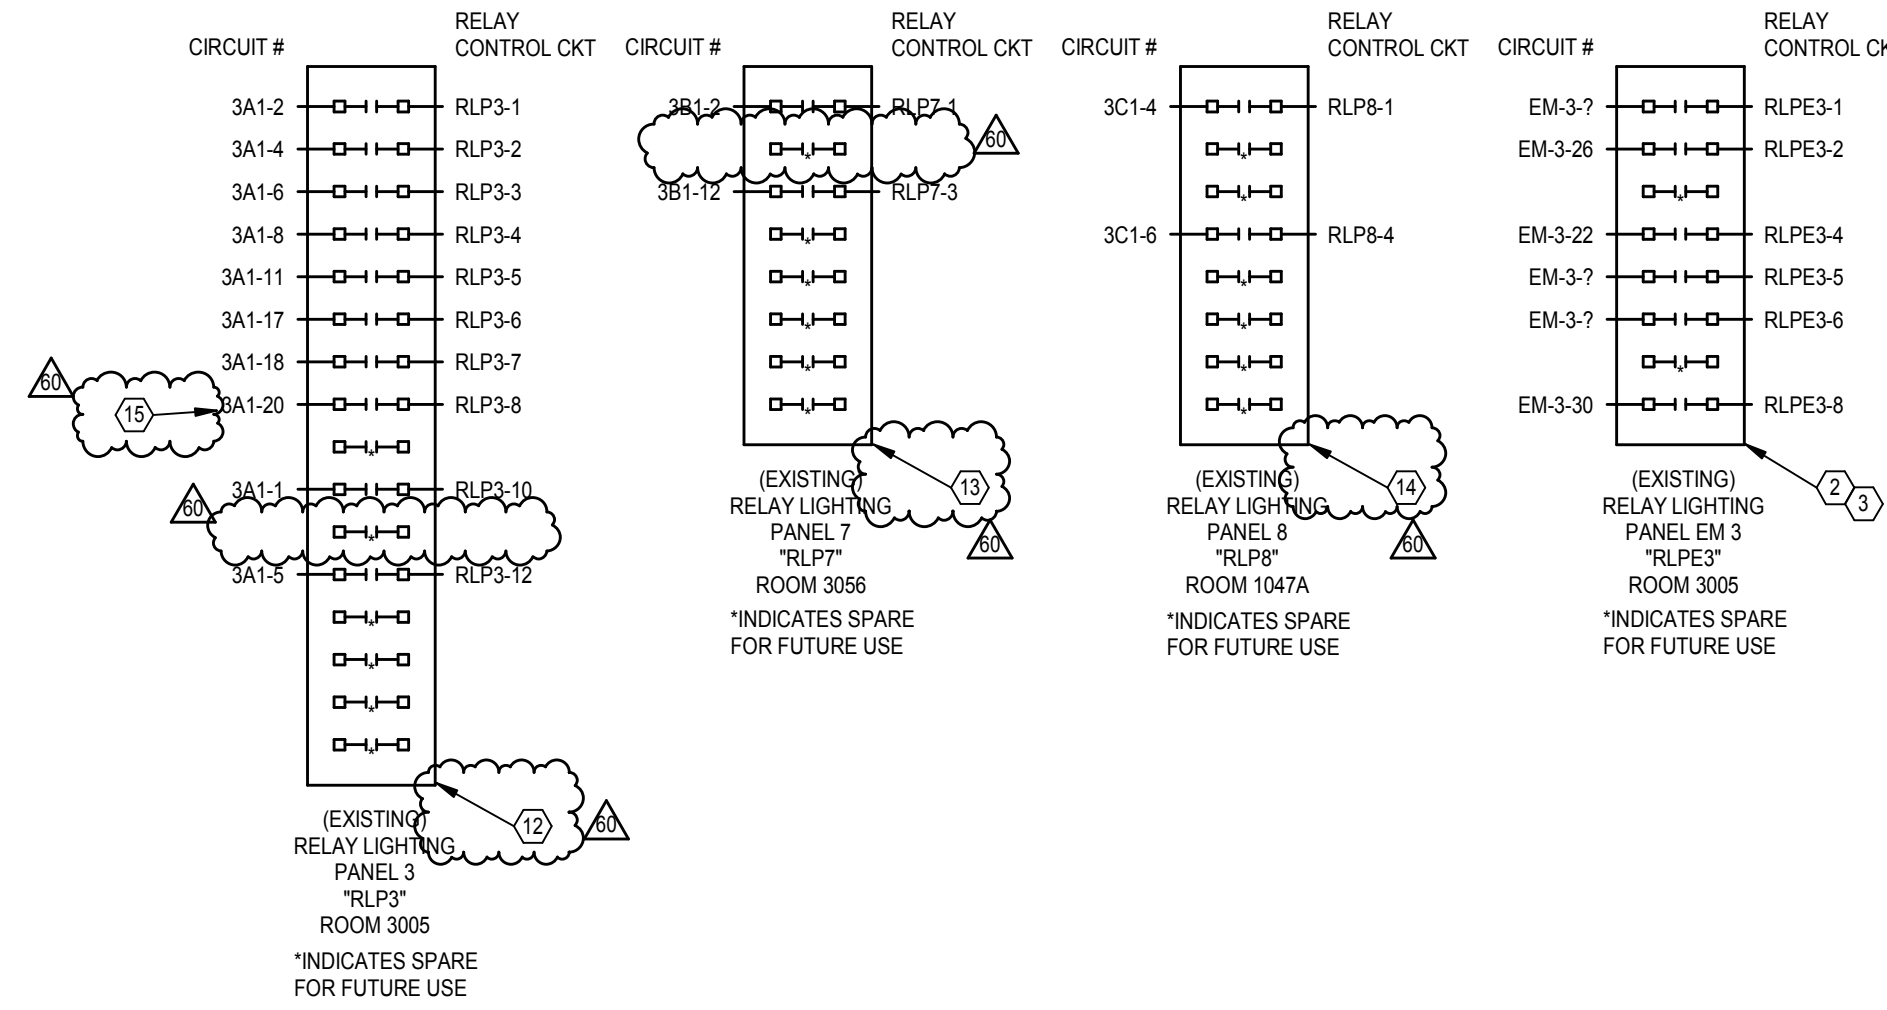 CIRCUIT #
RELAY
CONTROL CKT
3A1-2
RLP3-1
3A1-4
RLP3-2
3A1-6
RLP3-3
3A1-8
RLP3-4
3A1-11
RLP3-5
3A1-17
RLP3-6
3A1-18
RLP3-7
60
15
3A1-20
RLP3-8
*
3A1-1
RLP3-10
60
*
3A1-5
RLP3-12
*
*
*
*
12
60
(EXISTING)
RELAY LIGHTING
PANEL 3
"RLP3"
ROOM 3005
*INDICATES SPARE
FOR FUTURE USE
CIRCUIT #
RELAY
CONTROL CKT
3B1-2
RLP7-1
60
*
3B1-12
RLP7-3
*
*
*
*
*
13
60
(EXISTING)
RELAY LIGHTING
PANEL 7
"RLP7"
ROOM 3056
*INDICATES SPARE
FOR FUTURE USE
CIRCUIT #
RELAY
CONTROL CKT
3C1-4
RLP8-1
*
*
3C1-6
RLP8-4
*
*
*
*
14
60
(EXISTING)
RELAY LIGHTING
PANEL 8
"RLP8"
ROOM 1047A
*INDICATES SPARE
FOR FUTURE USE
CIRCUIT #
RELAY
CONTROL CK
EM-3-?
RLPE3-1
EM-3-26
RLPE3-2
*
EM-3-22
RLPE3-4
EM-3-?
RLPE3-5
EM-3-?
RLPE3-6
*
EM-3-30
RLPE3-8
2
3
(EXISTING)
RELAY LIGHTING
PANEL EM 3
"RLPE3"
ROOM 3005
*INDICATES SPARE
FOR FUTURE USE